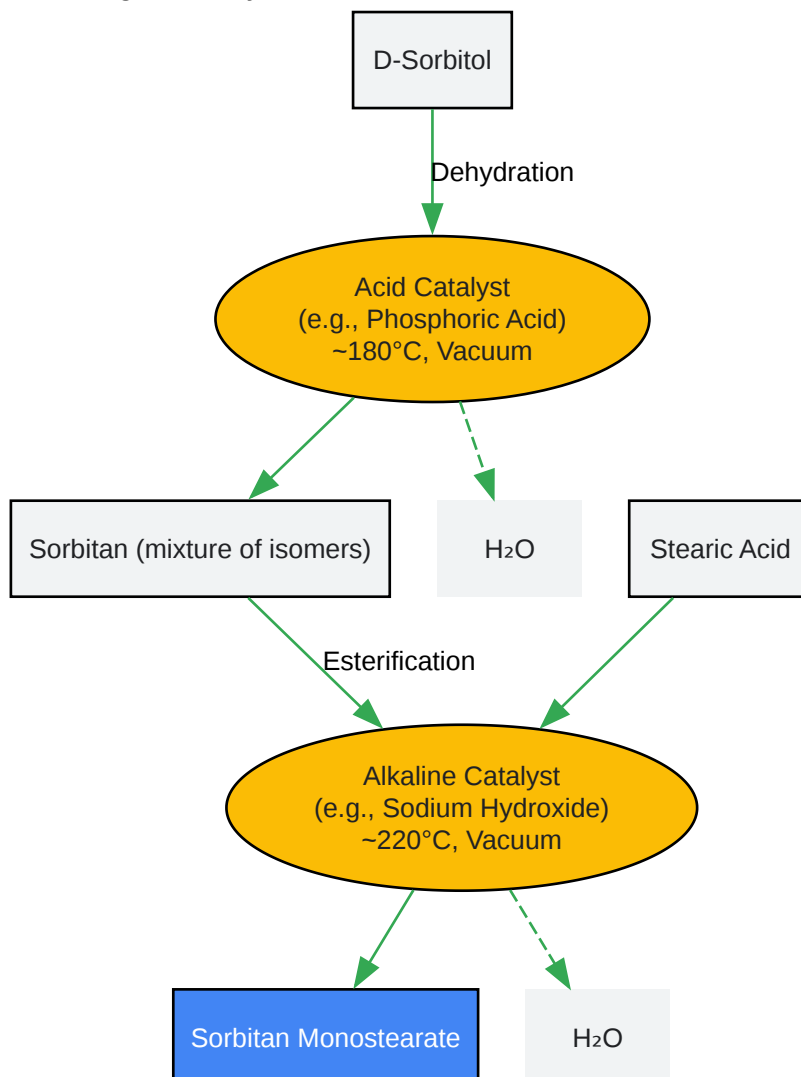 D-Sorbitol
Dehydration
Acid Catalyst
(e.g., Phosphoric Acid)
~180°C, Vacuum
Sorbitan (mixture of isomers)
H₂O
Stearic Acid
Esterification
Alkaline Catalyst
(e.g., Sodium Hydroxide)
~220°C, Vacuum
Sorbitan Monostearate
H₂O